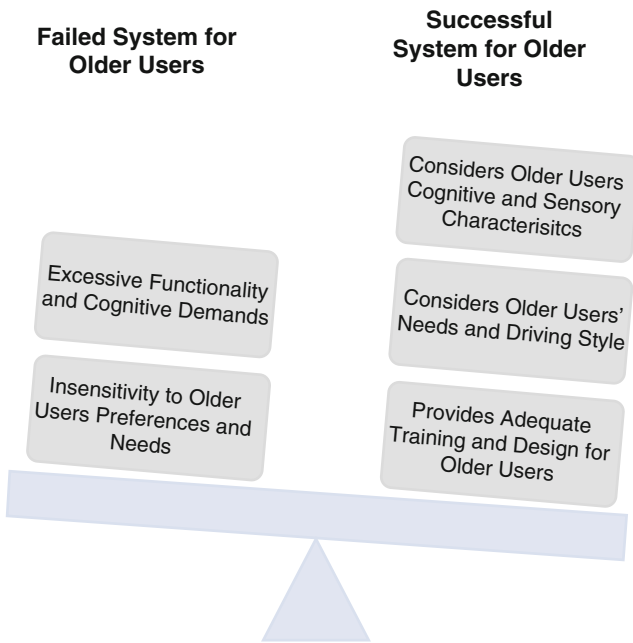 Failed System for
Older Users
Successful
System for Older
Users
Excessive Functionality
and Cognitive Demands
Insensitivity to Older
Users Preferences and
Needs
Considers Older Users
Cognitive and Sensory
Characterisitcs
Considers Older Users’
Needs and Driving Style
Provides Adequate
Training and Design for
Older Users